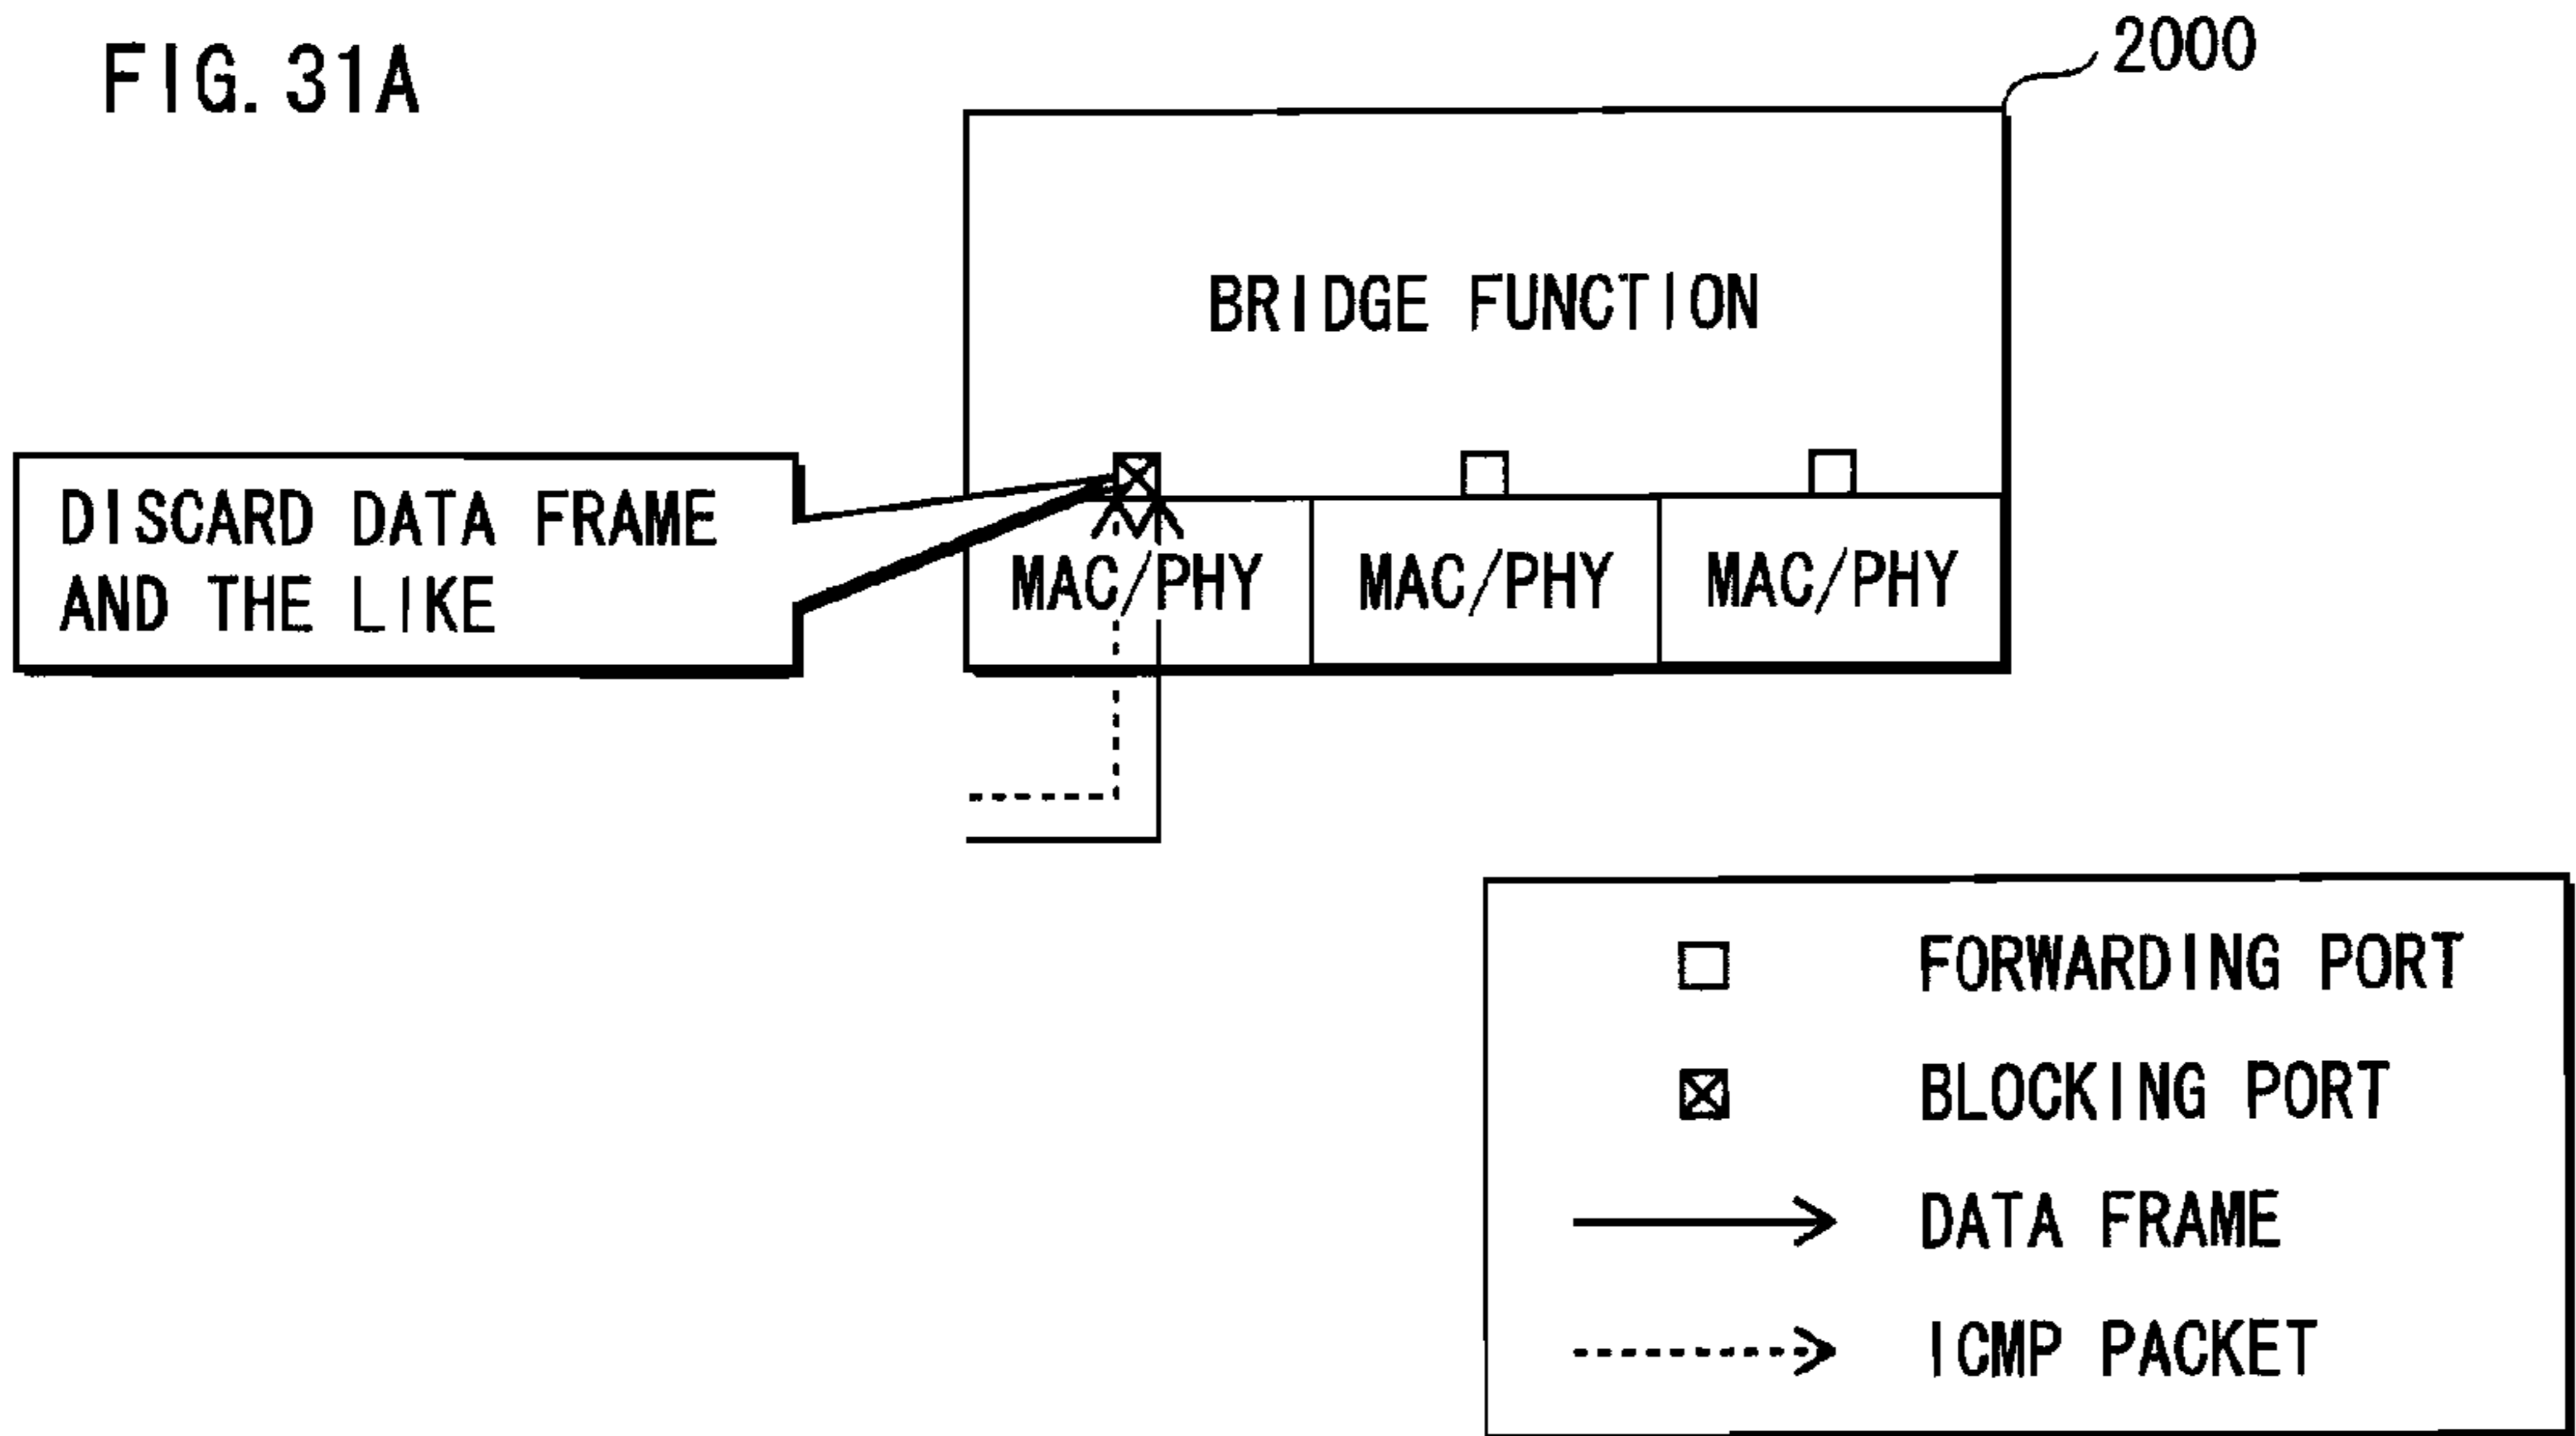 FIG. 31A
2000
BRIDGE FUNCTION
DISCARD DATA FRAME
AND THE LIKE
MAC/PHY
MAC/PHY
MAC/PHY
FORWARDING PORT
BLOCKING PORT
DATA FRAME
ICMP PACKET